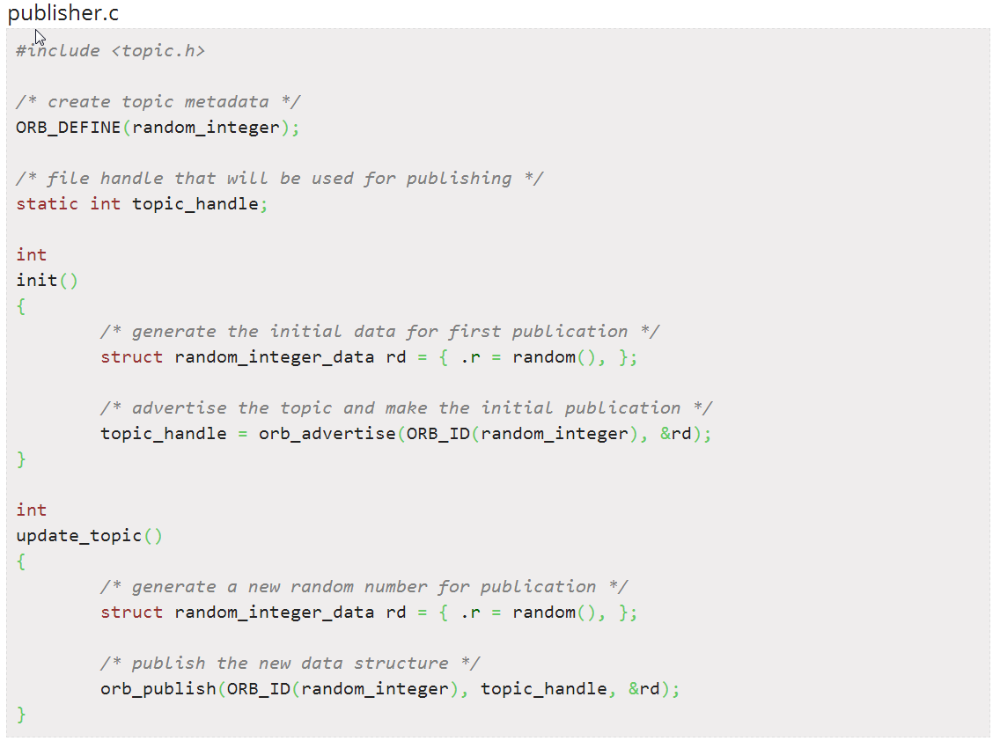 publisher.c
#include <topic.h>
/* create topic metadata */
ORB_DEFINE(random_integer);
/* file handle that will be used for publishing */
static int topic_handle;
int
init()
{
/* generate the initial data for first publication */
struct random_integer_data rd = { .r = random(), };
/* advertise the topic and make the initial publication */
topic_handle = orb_advertise(ORB_ID(random_integer), &rd);
}
int
update_topic()
{
/* generate a new random number for publication */
struct random_integer_data rd = { .r = random(), };
/* publish the new data structure */
orb_publish(ORB_ID(random_integer), topic_handle, &rd);
}